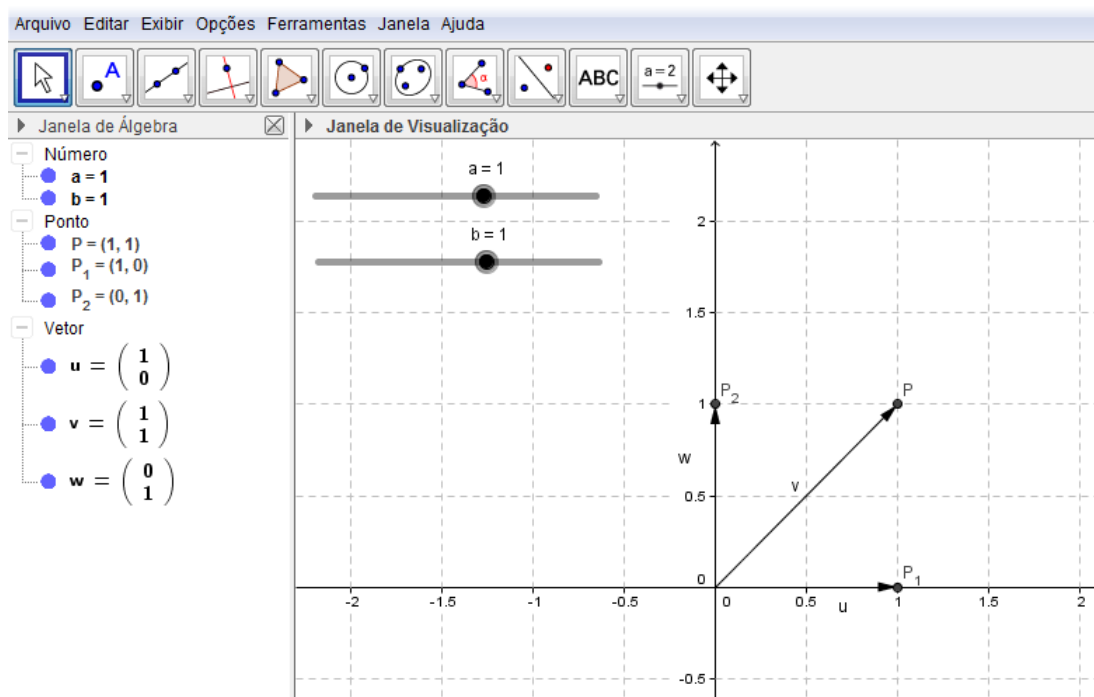 Arquivo Editar Exibir Opções Ferramentas Janela Ajuda
A
α
ABC
a = 2
Janela de Álgebra
Número
a = 1
b = 1
Ponto
P = (1, 1)
P1 = (1, 0)
P2 = (0, 1)
Vetor
u = ( 1 0 )
v = ( 1 1 )
w = ( 0 1 )
Janela de Visualização
a = 1
b = 1
2
1.5
1
P2
P
w
0.5
v
0
P1
-2 -1.5 -1 -0.5 0 0.5 1 1.5 2
u
-0.5